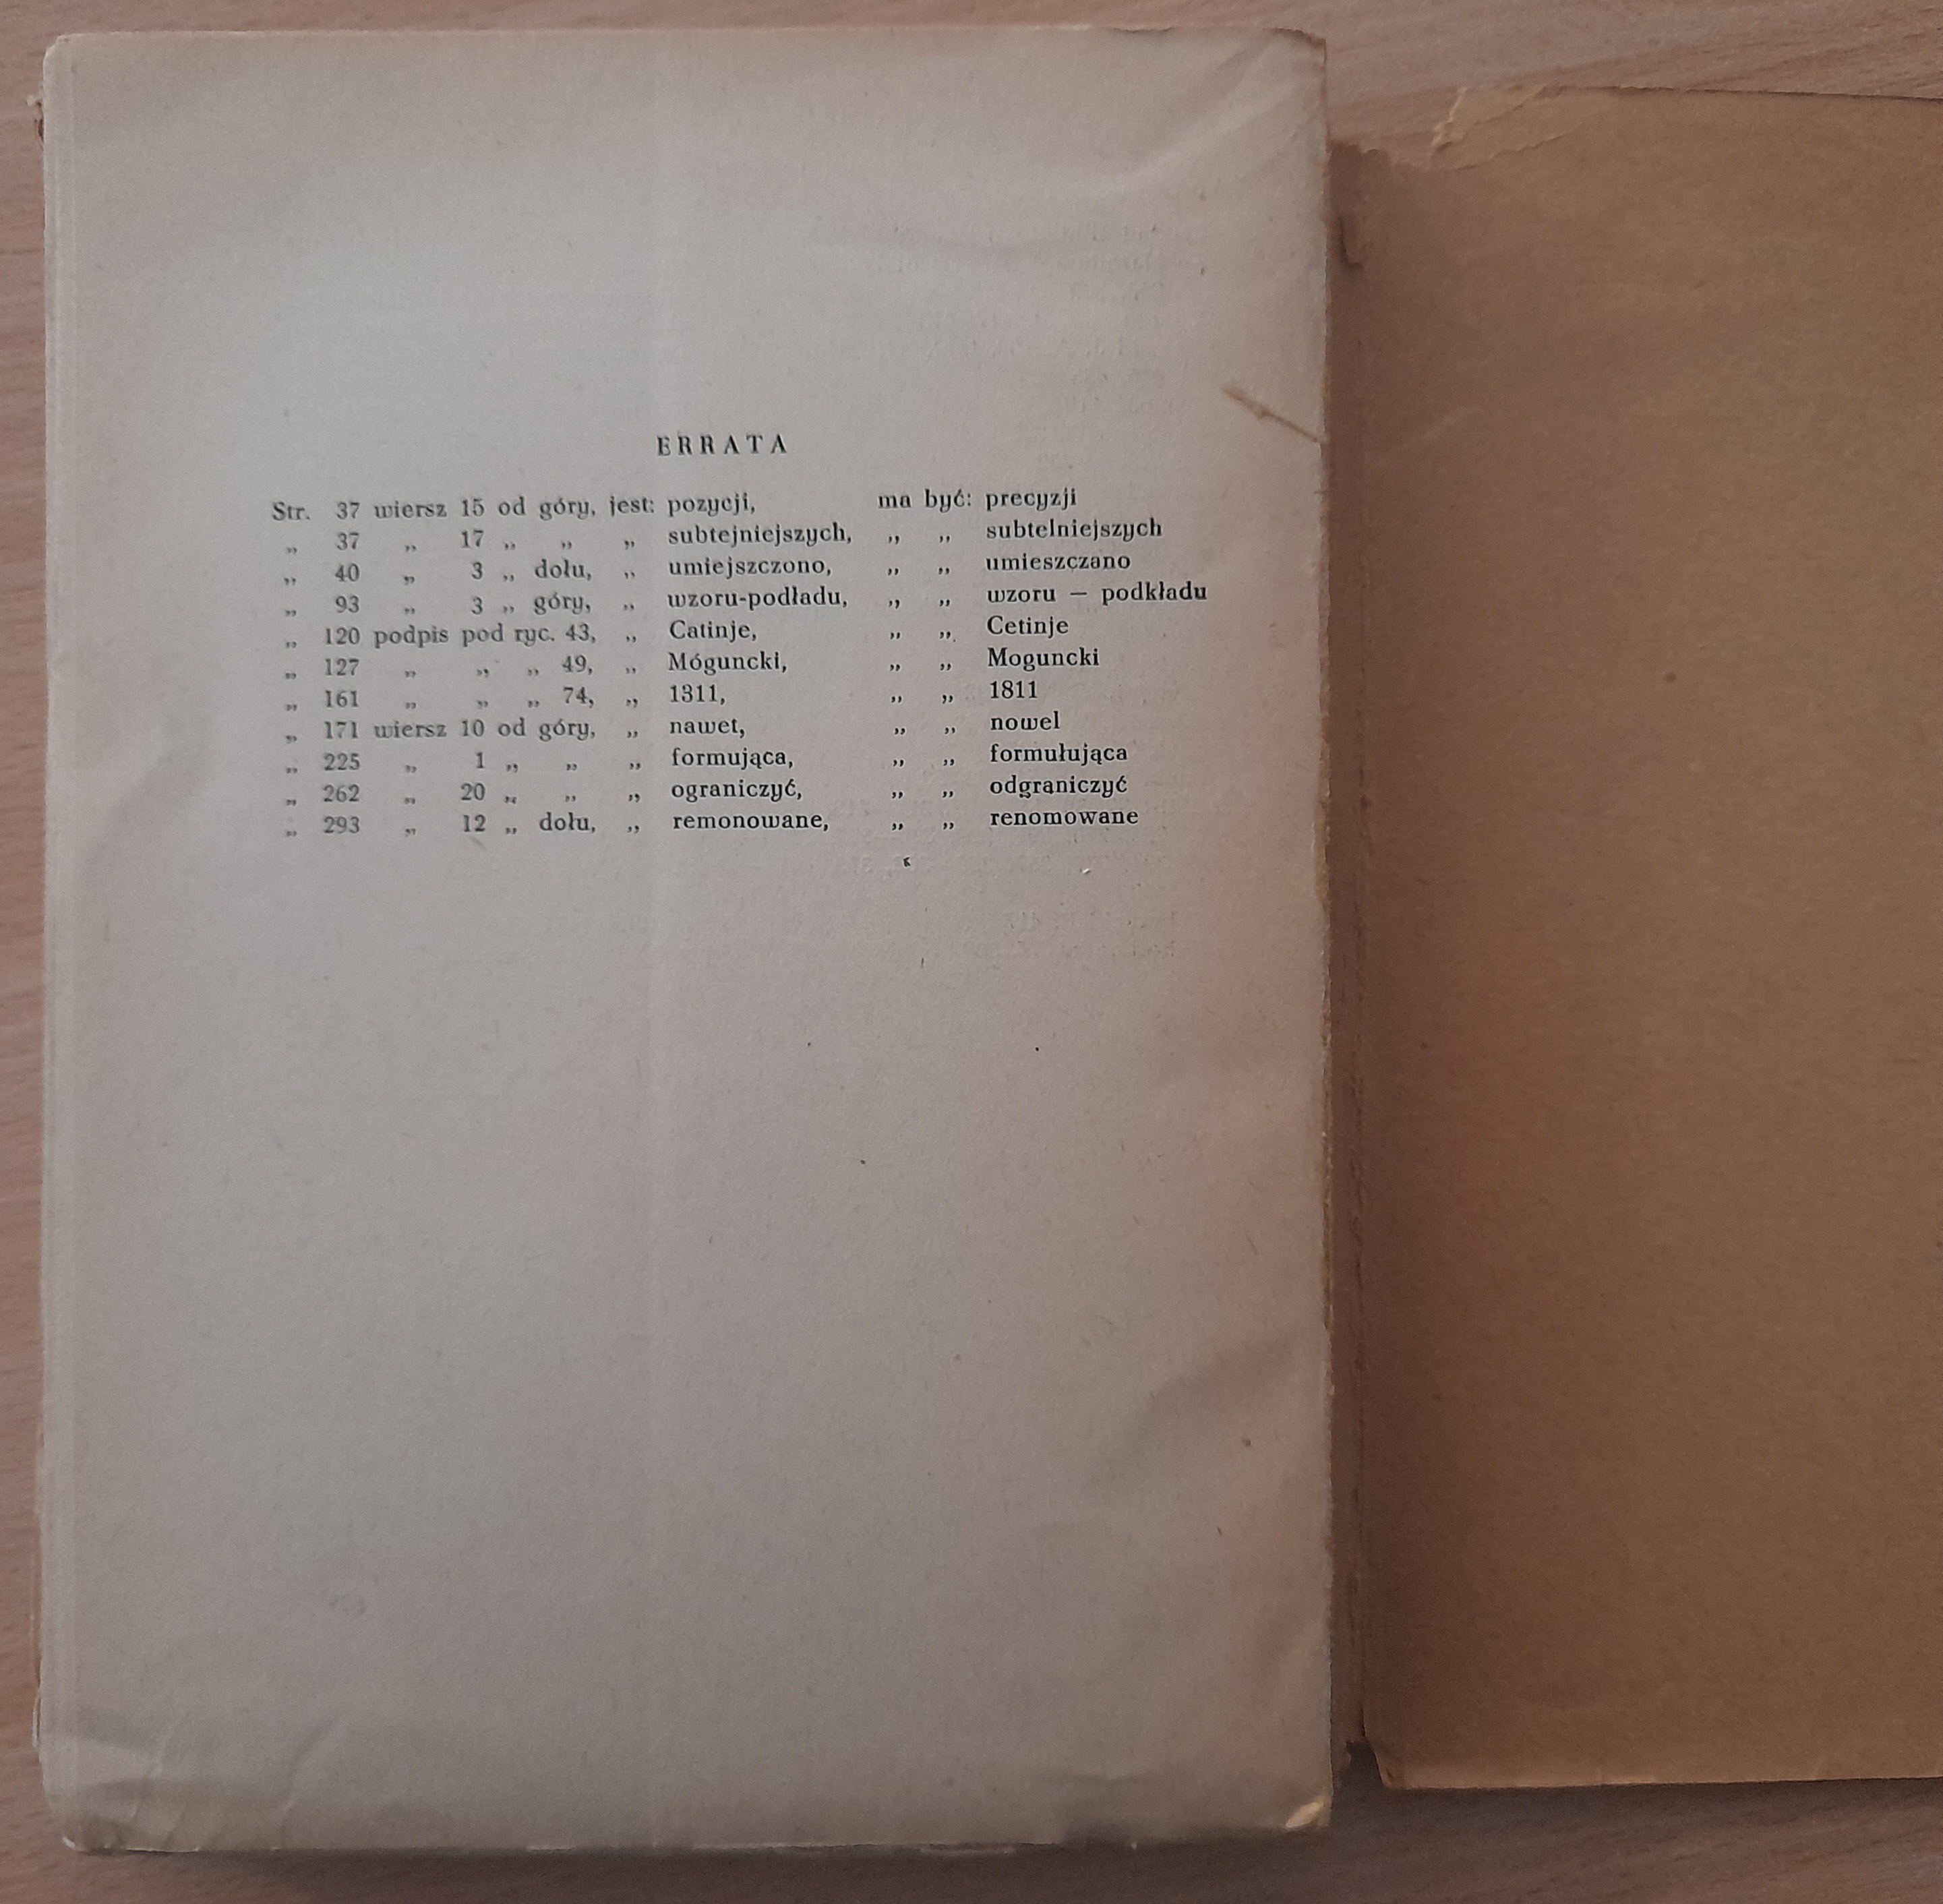 ERRATA
Str. 37 wiersz 15 od góry, jest: pozycji, ma być: precyzji
„ 37 „ 17 „ „ „ subtejniejszych, „ „ subtelniejszych
„ 40 „ 3 „ dołu, „ umiejszczono, „ „ umieszczano
„ 93 „ 3 „ góry, „ wzoru-podładu, „ „ wzoru — podkładu
„ 120 podpis pod ryc. 43, „ Catinje, „ „ Cetinje
„ 127 „ „ „ 49, „ Móguncki, „ „ Moguncki
„ 161 „ „ „ 74, „ 1311, „ „ 1811
„ 171 wiersz 10 od góry, „ nawet, „ „ nowel
„ 225 „ 1 „ „ „ formująca, „ „ formułująca
„ 262 „ 20 „ „ „ ograniczyć, „ „ odgraniczyć
„ 293 „ 12 „ dołu, „ remonowane, „ „ renomowane